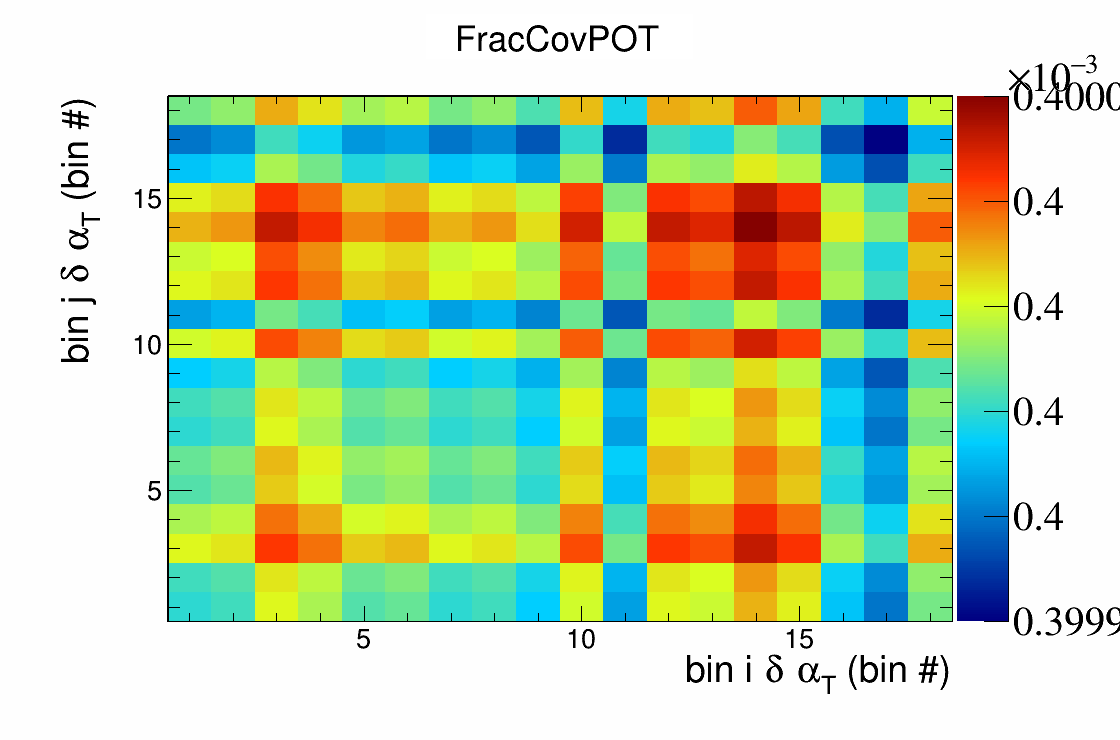 FracCovPOT
×10⁻³
0.4000
0.4
0.4
0.4
0.4
0.3999
bin j δ α_T (bin #)
15
10
5
5 10 15
bin i δ α_T (bin #)